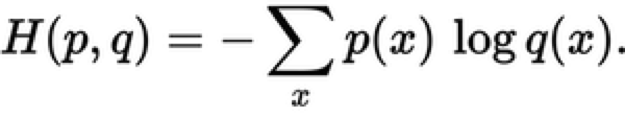 H(p, q) = − ∑ₓ p(x) log q(x).